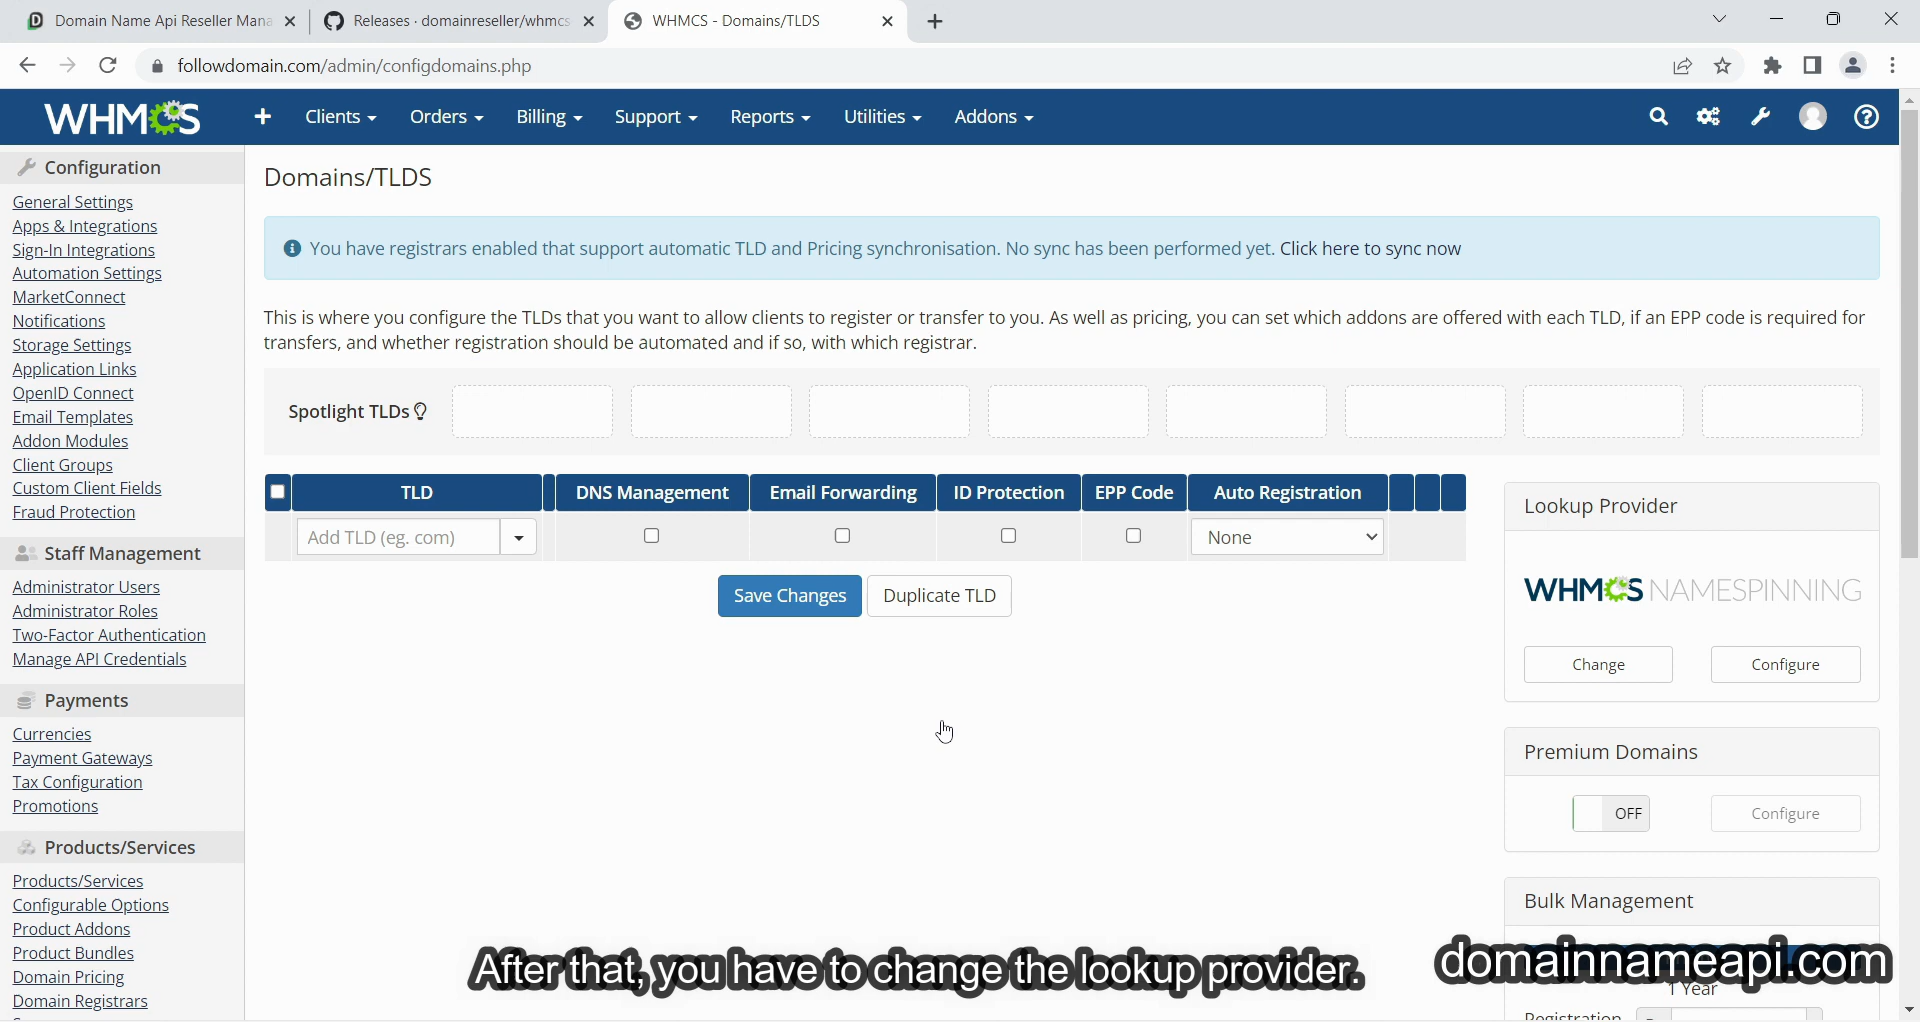 Domain Name Api Reseller Mana
Releases · domainreseller/whmcs
WHMCS - Domains/TLDS
followdomain.com/admin/configdomains.php
WHMCS
Clients
Orders
Billing
Support
Reports
Utilities
Addons
Configuration
General Settings
Apps & Integrations
Sign-In Integrations
Automation Settings
MarketConnect
Notifications
Storage Settings
Application Links
OpenID Connect
Email Templates
Addon Modules
Client Groups
Custom Client Fields
Fraud Protection
Staff Management
Administrator Users
Administrator Roles
Two-Factor Authentication
Manage API Credentials
Payments
Currencies
Payment Gateways
Tax Configuration
Promotions
Products/Services
Products/Services
Configurable Options
Product Addons
Product Bundles
Domain Pricing
Domain Registrars
Domains/TLDS
You have registrars enabled that support automatic TLD and Pricing synchronisation. No sync has been performed yet. Click here to sync now
This is where you configure the TLDs that you want to allow clients to register or transfer to you. As well as pricing, you can set which addons are offered with each TLD, if an EPP code is required for
transfers, and whether registration should be automated and if so, with which registrar.
Spotlight TLDs
TLD DNS Management Email Forwarding ID Protection EPP Code Auto Registration
Add TLD (eg. com) None
Save Changes Duplicate TLD
Lookup Provider
WHMCS NAMESPINNING
Change Configure
Premium Domains
OFF Configure
Bulk Management
1 Year
Registration
After that, you have to change the lookup provider.
domainnameapi.com